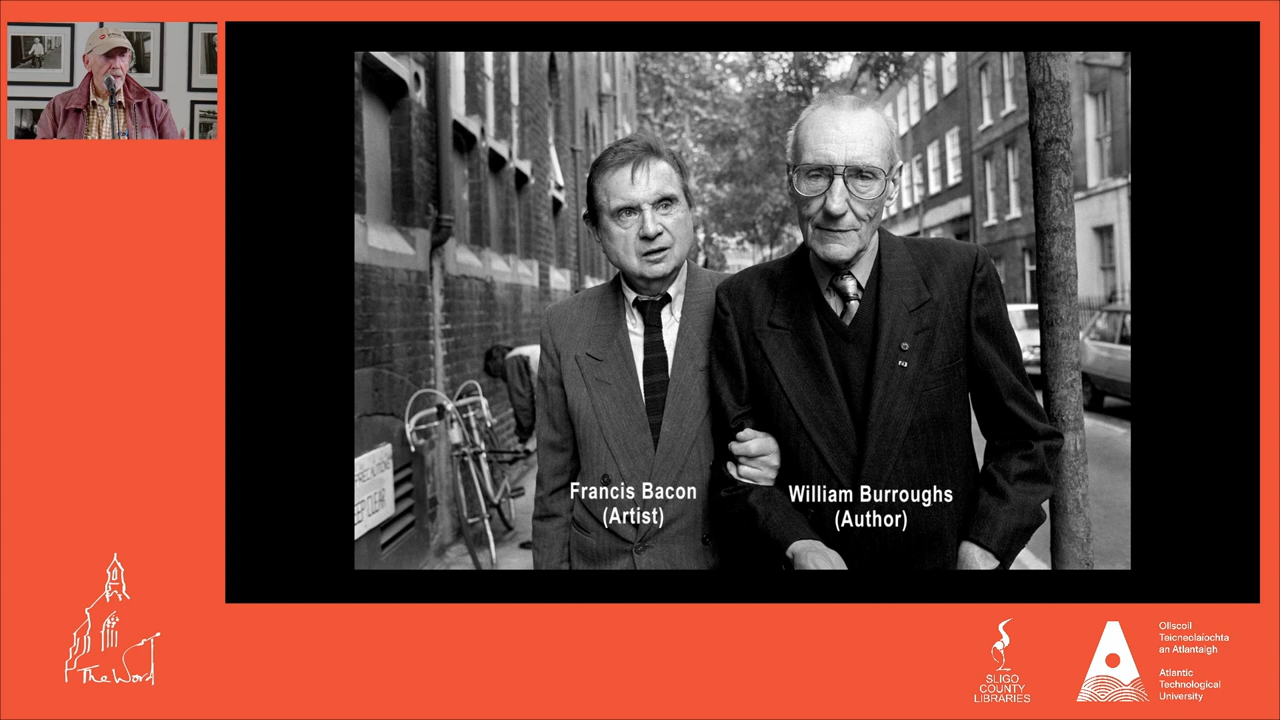 Francis Bacon
(Artist)
William Burroughs
(Author)
KEEP CLEAR
The Word
SLIGO
COUNTY
LIBRARIES
Ollscoil
Teicneolaíochta
an Atlantaigh
Atlantic
Technological
University